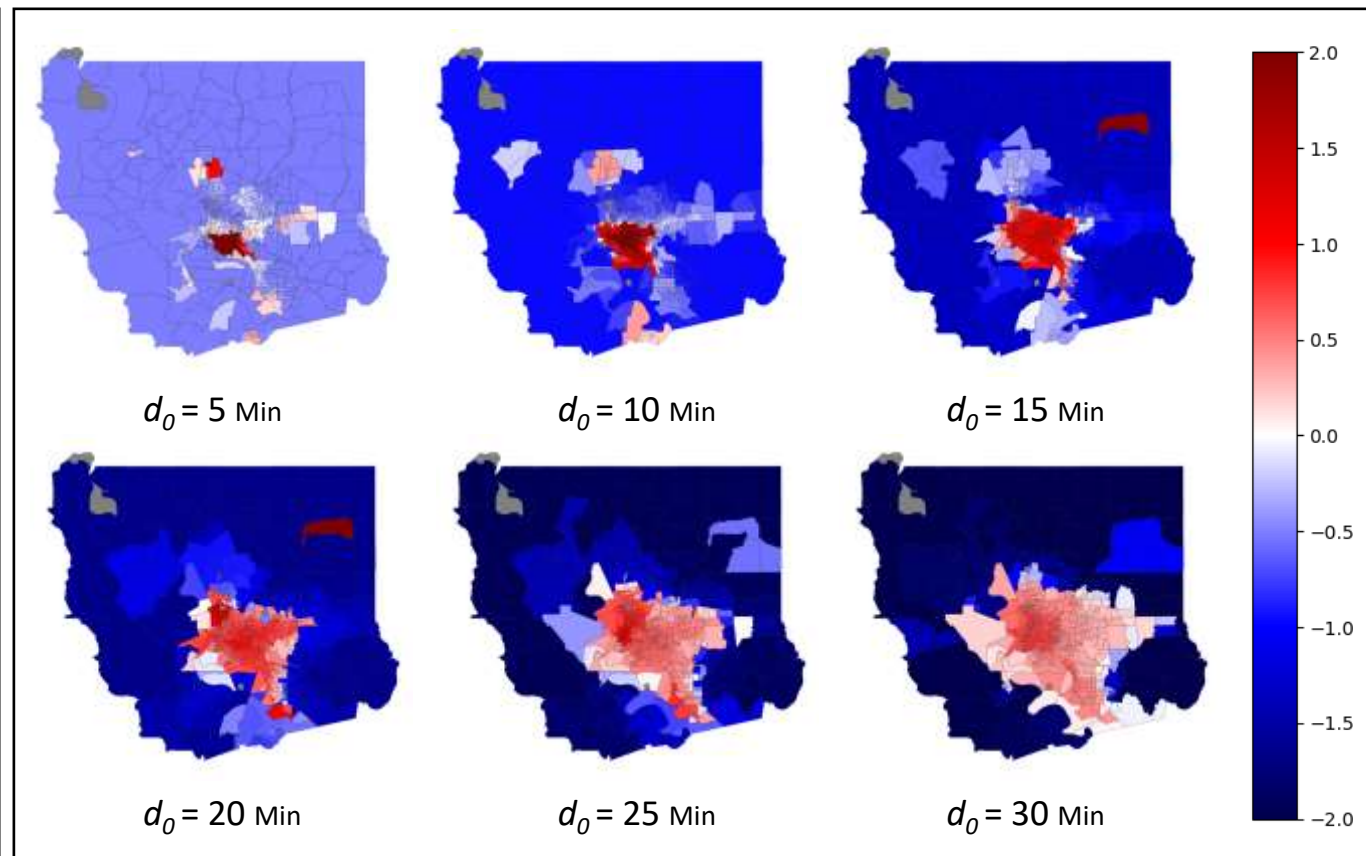 d₀ = 5 Min
d₀ = 10 Min
d₀ = 15 Min
d₀ = 20 Min
d₀ = 25 Min
d₀ = 30 Min
2.0
1.5
1.0
0.5
0.0
−0.5
−1.0
−1.5
−2.0